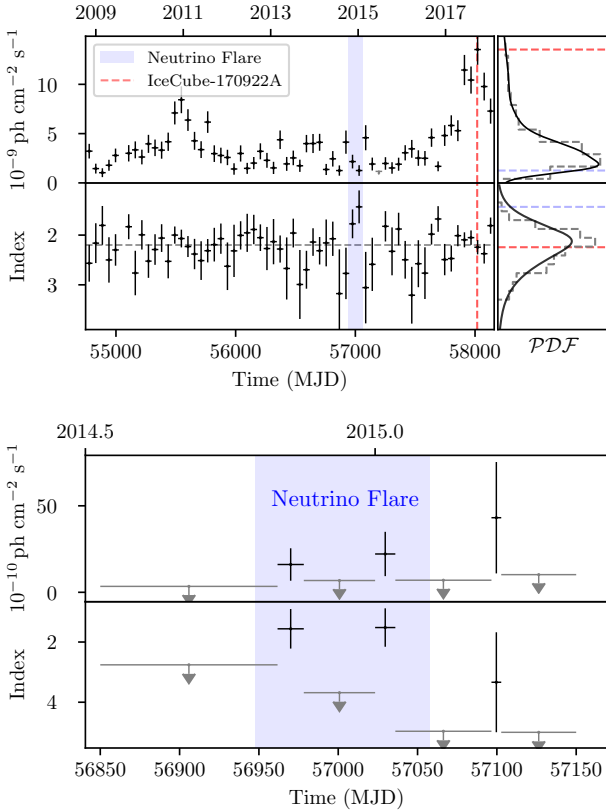 2009 2011 2014 2015 2017
Neutrino Flare
IceCube-170922A
10⁻⁹ ph cm⁻² s⁻¹
10
5
0
Index
2
3
55000 56000 57000 58000
Time (MJD)
PDF
2014.5 2015.0
Neutrino Flare
10⁻¹⁰ ph cm⁻² s⁻¹
50
0
Index
2
4
56850 56900 56950 57000 57050 57100 57150
Time (MJD)